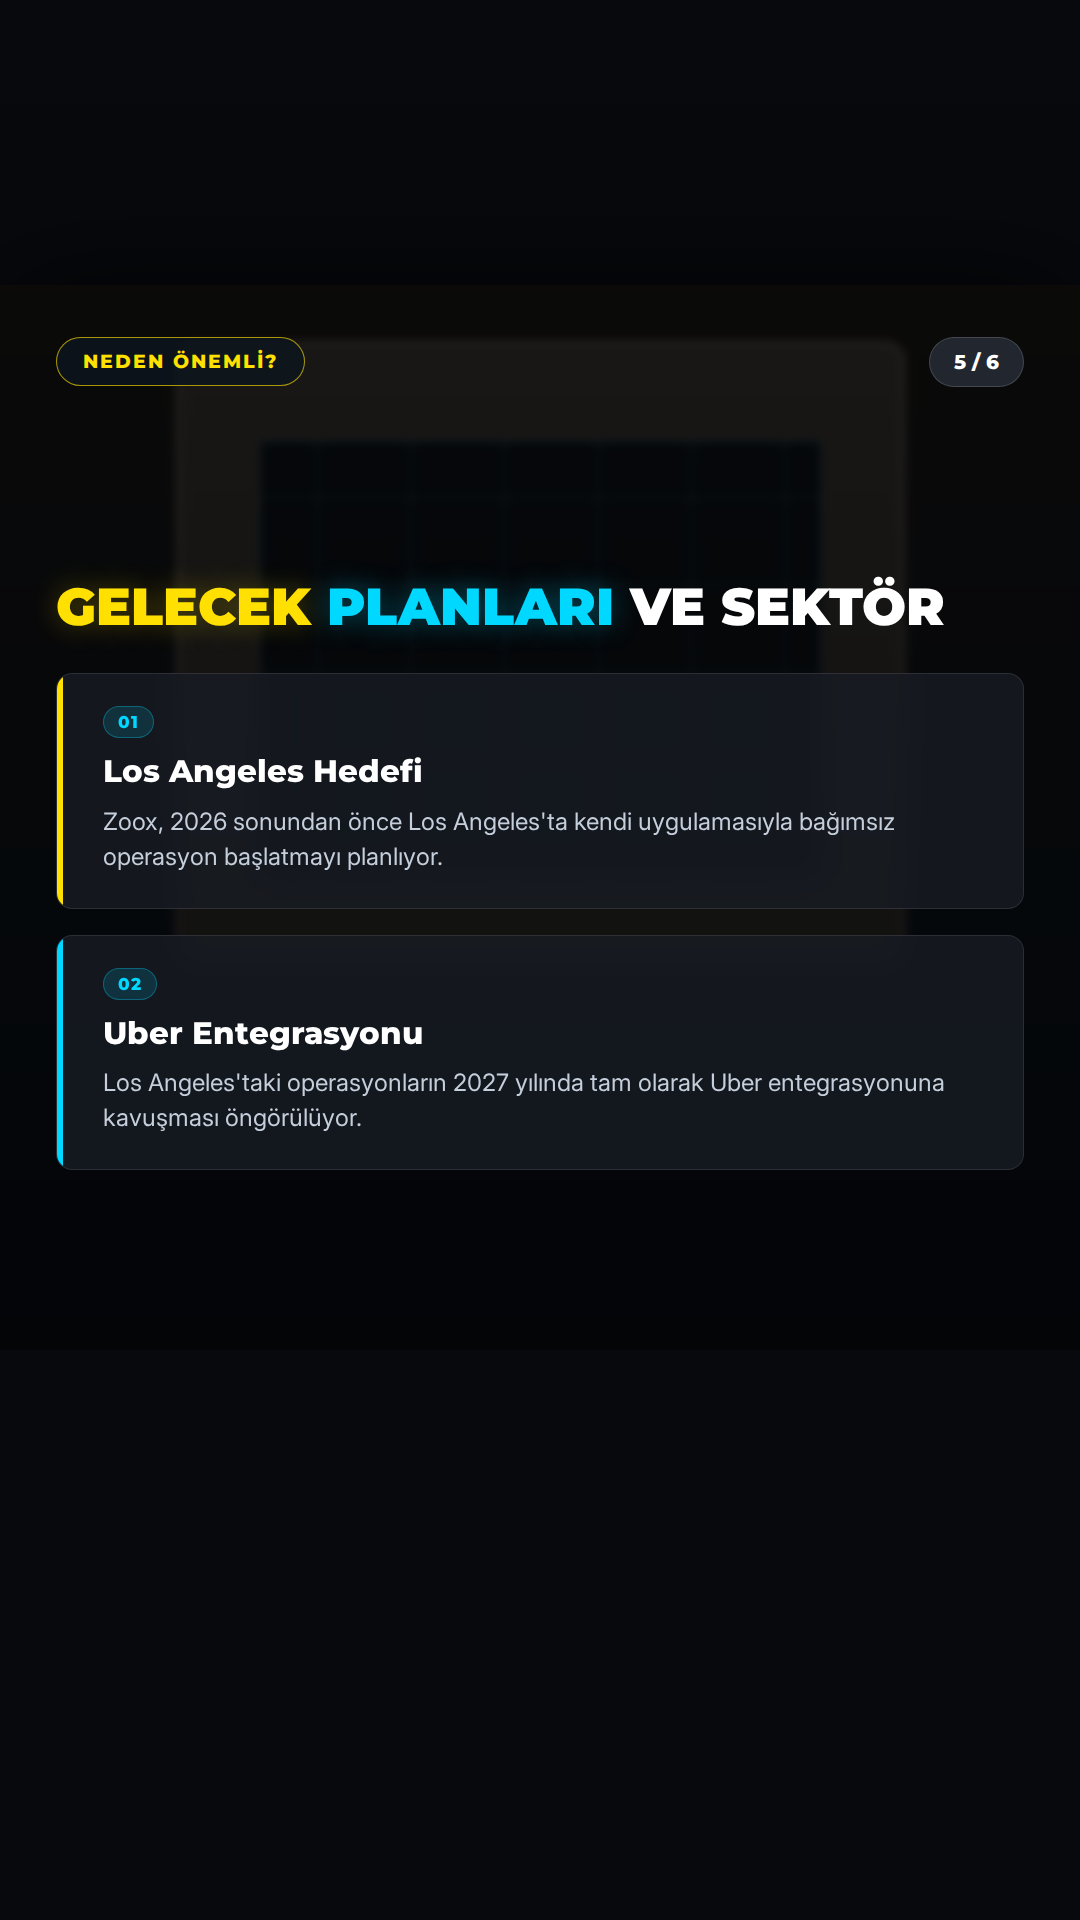 NEDEN ÖNEMLİ?
5 / 6
GELECEK PLANLARI VE SEKTÖR
01
Los Angeles Hedefi
Zoox, 2026 sonundan önce Los Angeles'ta kendi uygulamasıyla bağımsız
operasyon başlatmayı planlıyor.
02
Uber Entegrasyonu
Los Angeles'taki operasyonların 2027 yılında tam olarak Uber entegrasyonuna
kavuşması öngörülüyor.